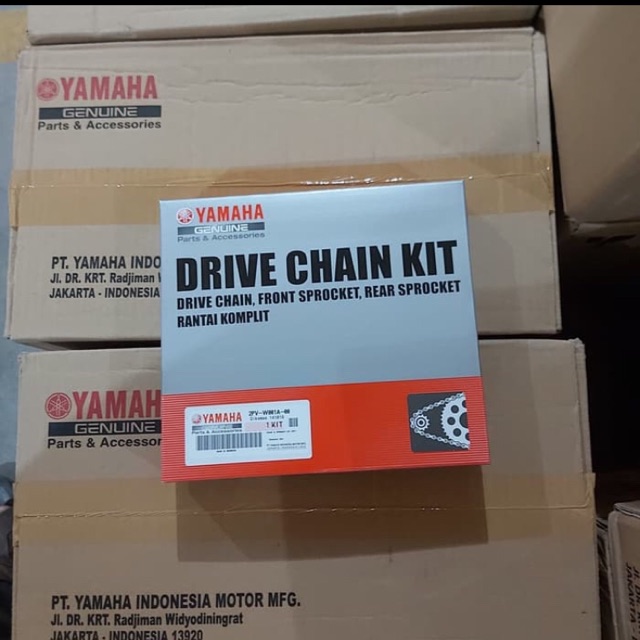 YAMAHA
GENUINE
Parts & Accessories
PT. YAMAHA INDO
Jl. DR. KRT. Radjiman W
JAKARTA - INDONESIA
YAMAHA
GENUINE
Parts & Accessories
DRIVE CHAIN KIT
DRIVE CHAIN, FRONT SPROCKET, REAR SPROCKET
RANTAI KOMPLIT
YAMAHA
1 KIT
YAMAHA
GENUINE
Parts & Accessories
PT. YAMAHA INDONESIA MOTOR MFG.
Jl. DR. KRT. Radjiman Widyodiningrat
JAKARTA - INDONESIA 13920